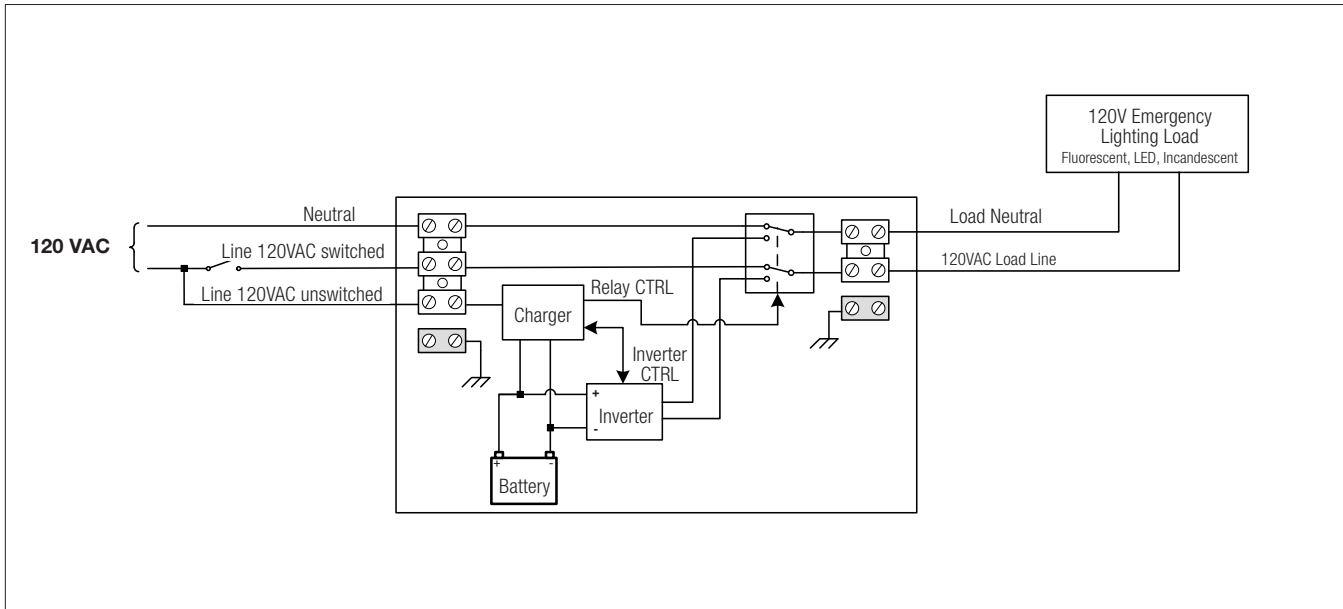 120V Emergency
Lighting Load
Fluorescent, LED, Incandescent
Neutral
Load Neutral
120 VAC
Line 120VAC switched
120VAC Load Line
Line 120VAC unswitched
Relay CTRL
Charger
Inverter
CTRL
+
Inverter
-
+ -
Battery